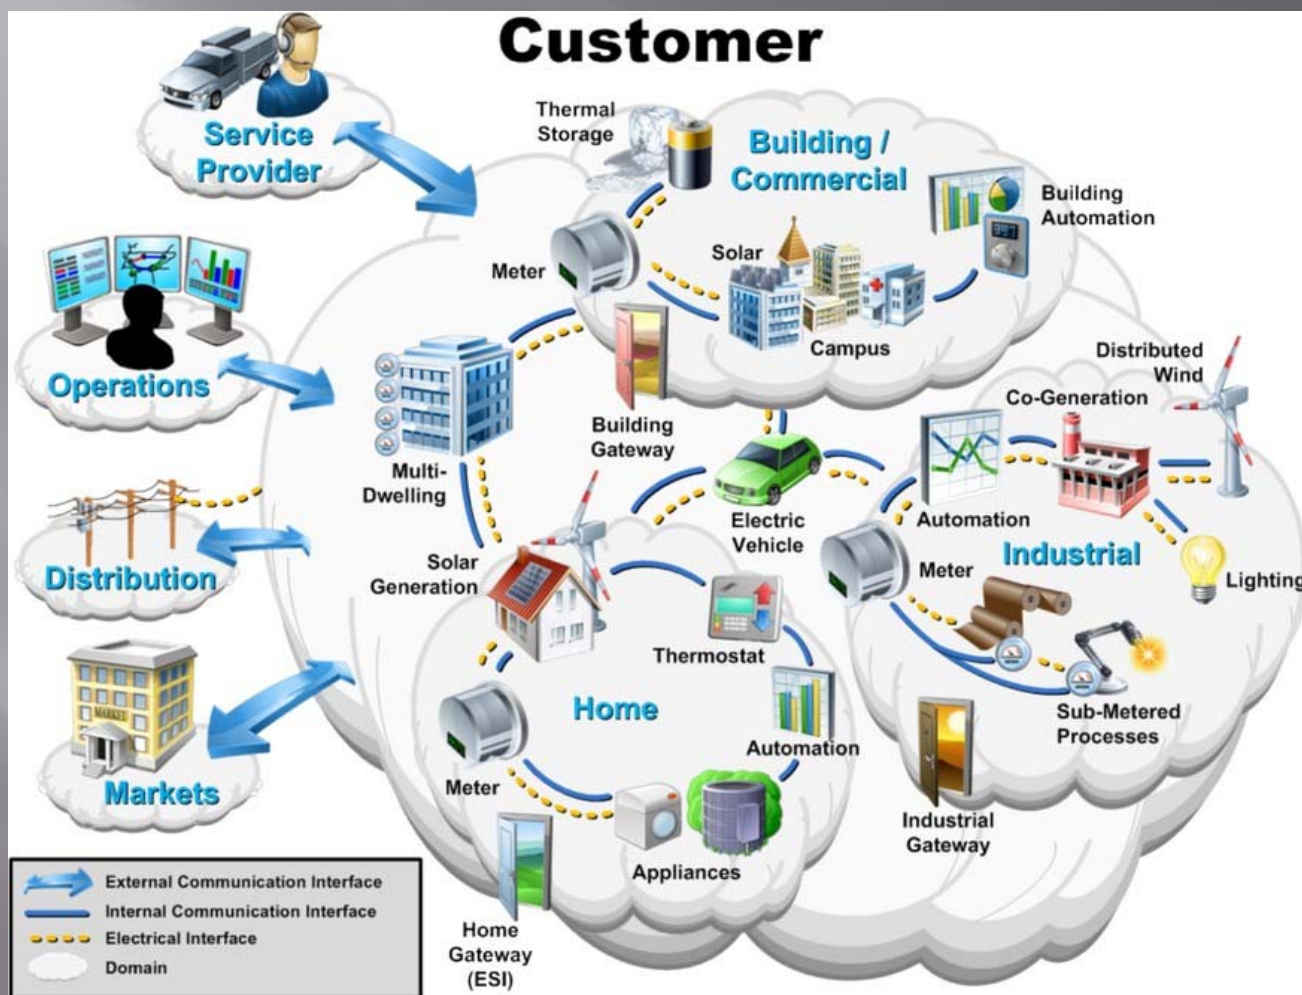 Customer
Service
Provider
Thermal
Storage
Building /
Commercial
Building
Automation
Meter
Solar
Campus
Operations
Multi-
Dwelling
Building
Gateway
Distributed
Wind
Co-Generation
Electric
Vehicle
Automation
Industrial
Meter
Lighting
Distribution
Solar
Generation
Thermostat
Sub-Metered
Processes
Home
Automation
Meter
MARKET
Markets
Industrial
Gateway
Appliances
Home
Gateway
(ESI)
External Communication Interface
Internal Communication Interface
Electrical Interface
Domain